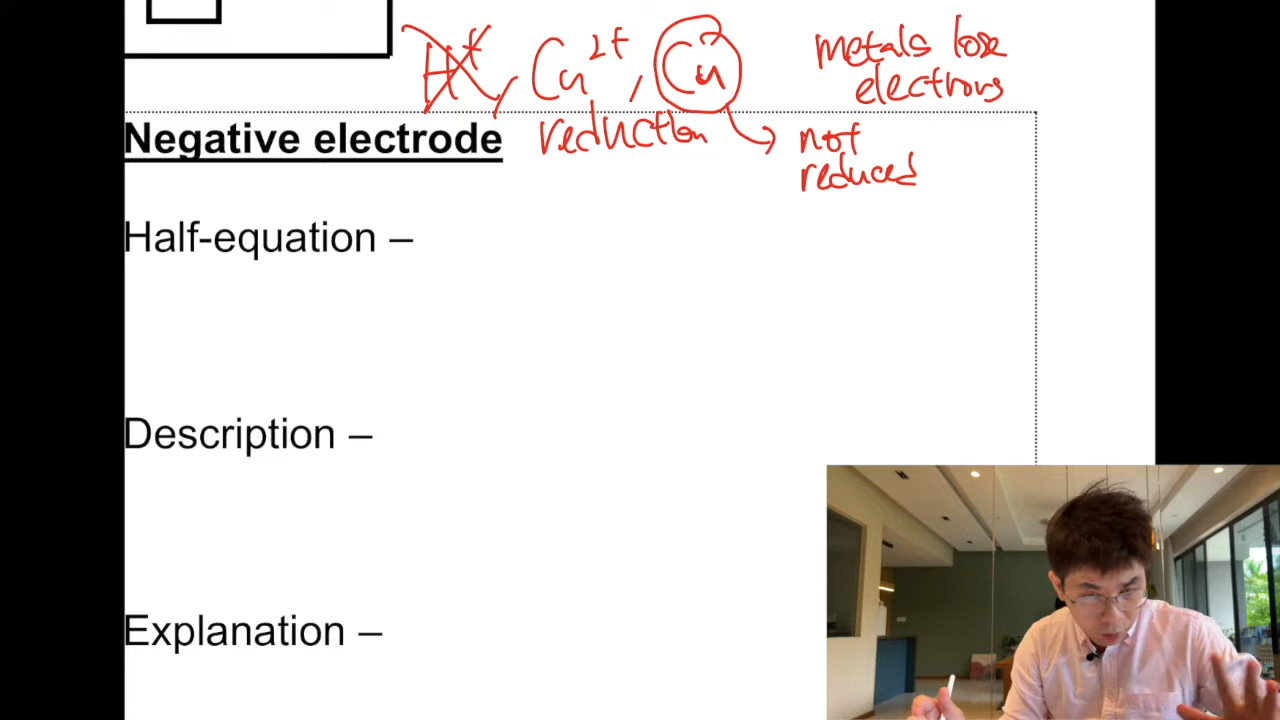 H⁺, Cu²⁺, Cu
metals lose
electrons
reduction
not
reduced
Negative electrode
Half-equation –
Description –
Explanation –